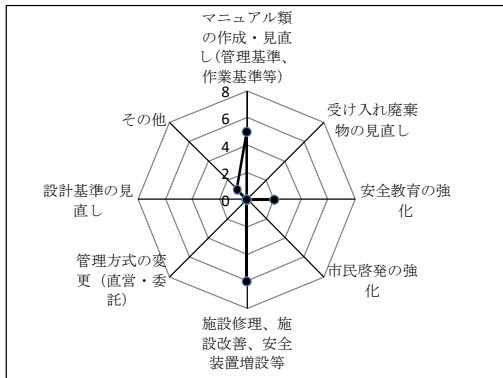 マニュアル類
の作成・見直
し(管理基準、
作業基準等)
受け入れ廃棄
物の見直し
安全教育の強
化
市民啓発の強
化
施設修理、施
設改善、安全
装置増設等
管理方式の変
更（直営・委
託）
設計基準の見
直し
その他
8
6
4
2
0